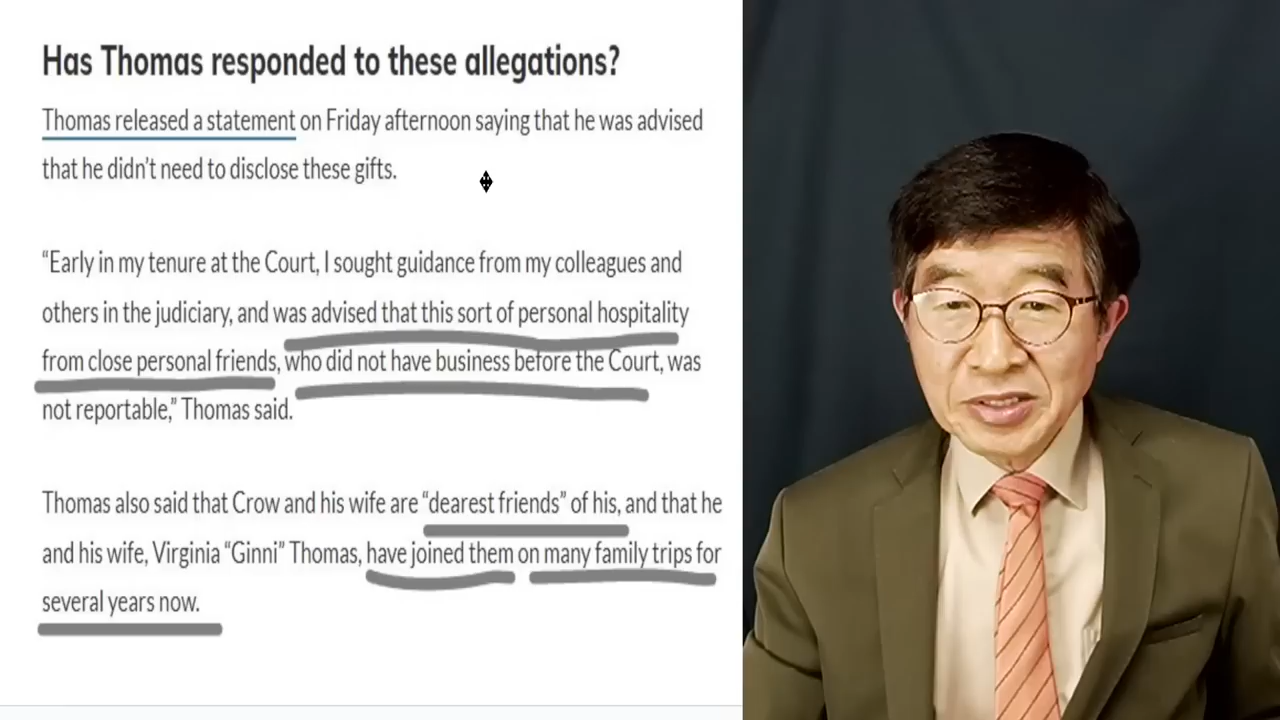 Has Thomas responded to these allegations?
Thomas released a statement on Friday afternoon saying that he was advised
that he didn't need to disclose these gifts.
“Early in my tenure at the Court, I sought guidance from my colleagues and
others in the judiciary, and was advised that this sort of personal hospitality
from close personal friends, who did not have business before the Court, was
not reportable,” Thomas said.
Thomas also said that Crow and his wife are “dearest friends” of his, and that he
and his wife, Virginia “Ginni” Thomas, have joined them on many family trips for
several years now.